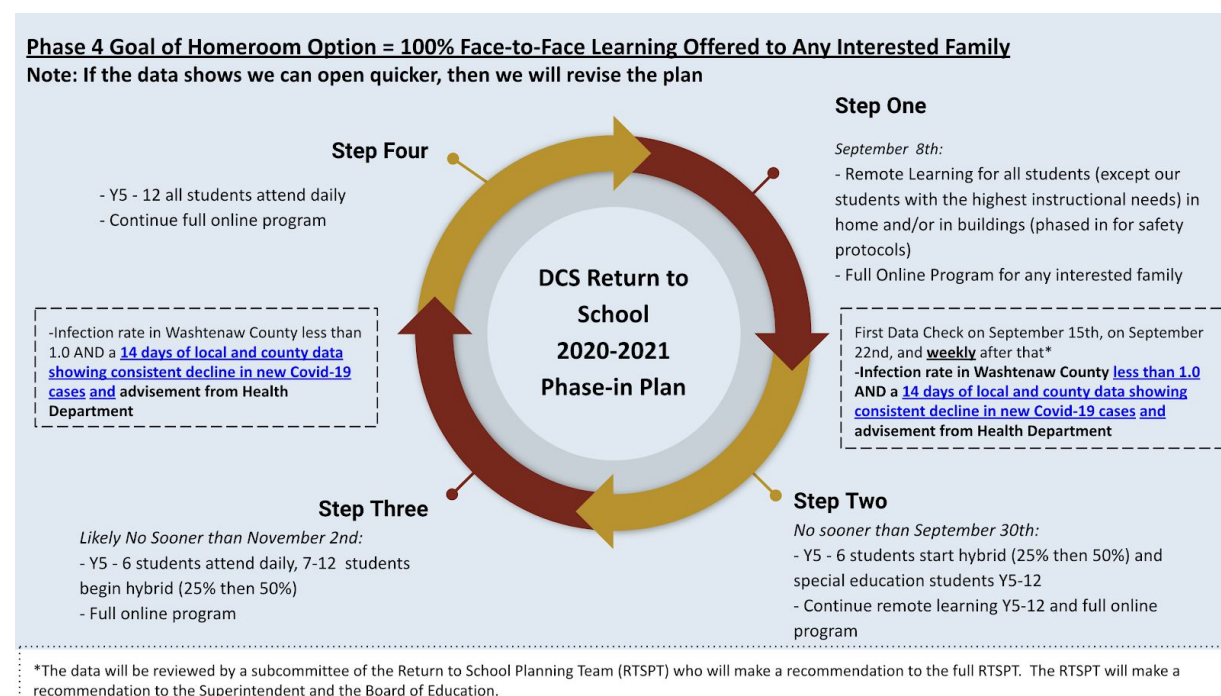 Phase 4 Goal of Homeroom Option = 100% Face-to-Face Learning Offered to Any Interested Family
Note: If the data shows we can open quicker, then we will revise the plan
Step One
September 8th:
- Remote Learning for all students (except our
students with the highest instructional needs) in
home and/or in buildings (phased in for safety
protocols)
- Full Online Program for any interested family
First Data Check on September 15th, on September
22nd, and weekly after that*
-Infection rate in Washtenaw County less than 1.0
AND a 14 days of local and county data showing
consistent decline in new Covid-19 cases and
advisement from Health Department
Step Two
No sooner than September 30th:
- Y5 - 6 students start hybrid (25% then 50%) and
special education students Y5-12
- Continue remote learning Y5-12 and full online
program
Step Three
Likely No Sooner than November 2nd:
- Y5 - 6 students attend daily, 7-12 students
begin hybrid (25% then 50%)
- Full online program
-Infection rate in Washtenaw County less than
1.0 AND a 14 days of local and county data
showing consistent decline in new Covid-19
cases and advisement from Health
Department
Step Four
- Y5 - 12 all students attend daily
- Continue full online program
DCS Return to
School
2020-2021
Phase-in Plan
*The data will be reviewed by a subcommittee of the Return to School Planning Team (RTSPT) who will make a recommendation to the full RTSPT. The RTSPT will make a
recommendation to the Superintendent and the Board of Education.